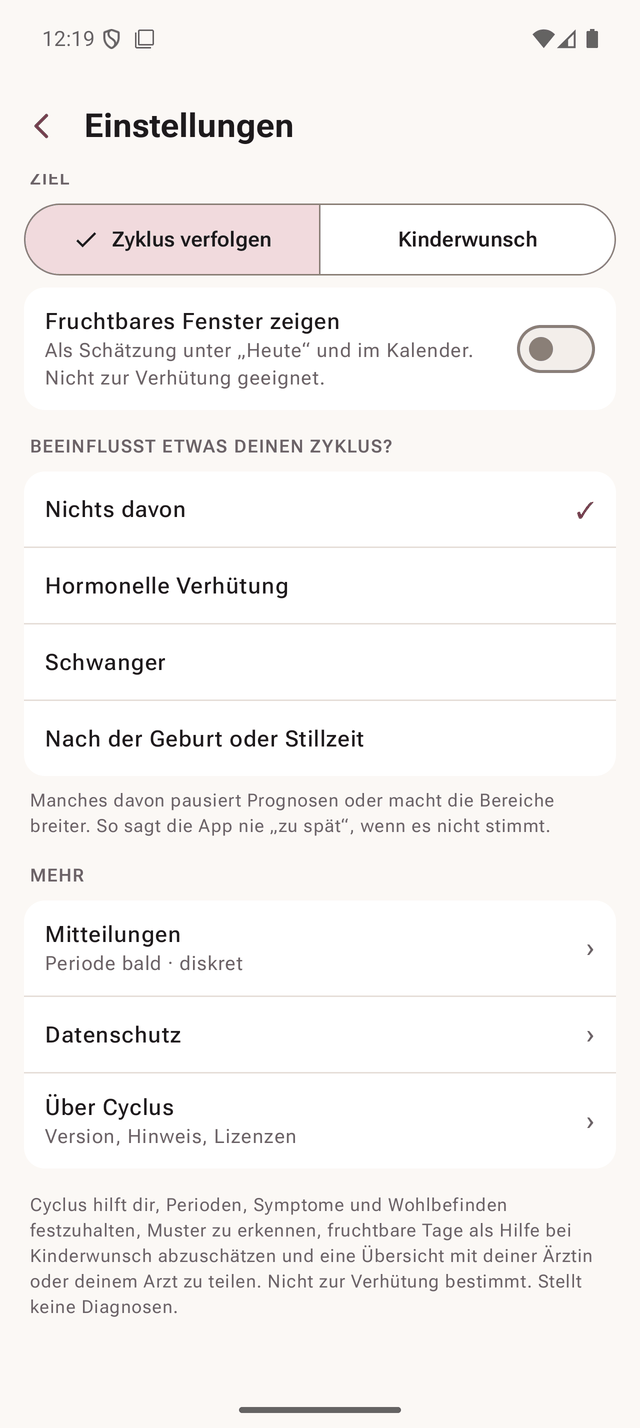 12:19
Einstellungen
ZIEL
Zyklus verfolgen
Kinderwunsch
Fruchtbares Fenster zeigen
Als Schätzung unter „Heute“ und im Kalender.
Nicht zur Verhütung geeignet.
BEEINFLUSST ETWAS DEINEN ZYKLUS?
Nichts davon ✓
Hormonelle Verhütung
Schwanger
Nach der Geburt oder Stillzeit
Manches davon pausiert Prognosen oder macht die Bereiche
breiter. So sagt die App nie „zu spät“, wenn es nicht stimmt.
MEHR
Mitteilungen
Periode bald · diskret
Datenschutz
Über Cyclus
Version, Hinweis, Lizenzen
Cyclus hilft dir, Perioden, Symptome und Wohlbefinden
festzuhalten, Muster zu erkennen, fruchtbare Tage als Hilfe bei
Kinderwunsch abzuschätzen und eine Übersicht mit deiner Ärztin
oder deinem Arzt zu teilen. Nicht zur Verhütung bestimmt. Stellt
keine Diagnosen.